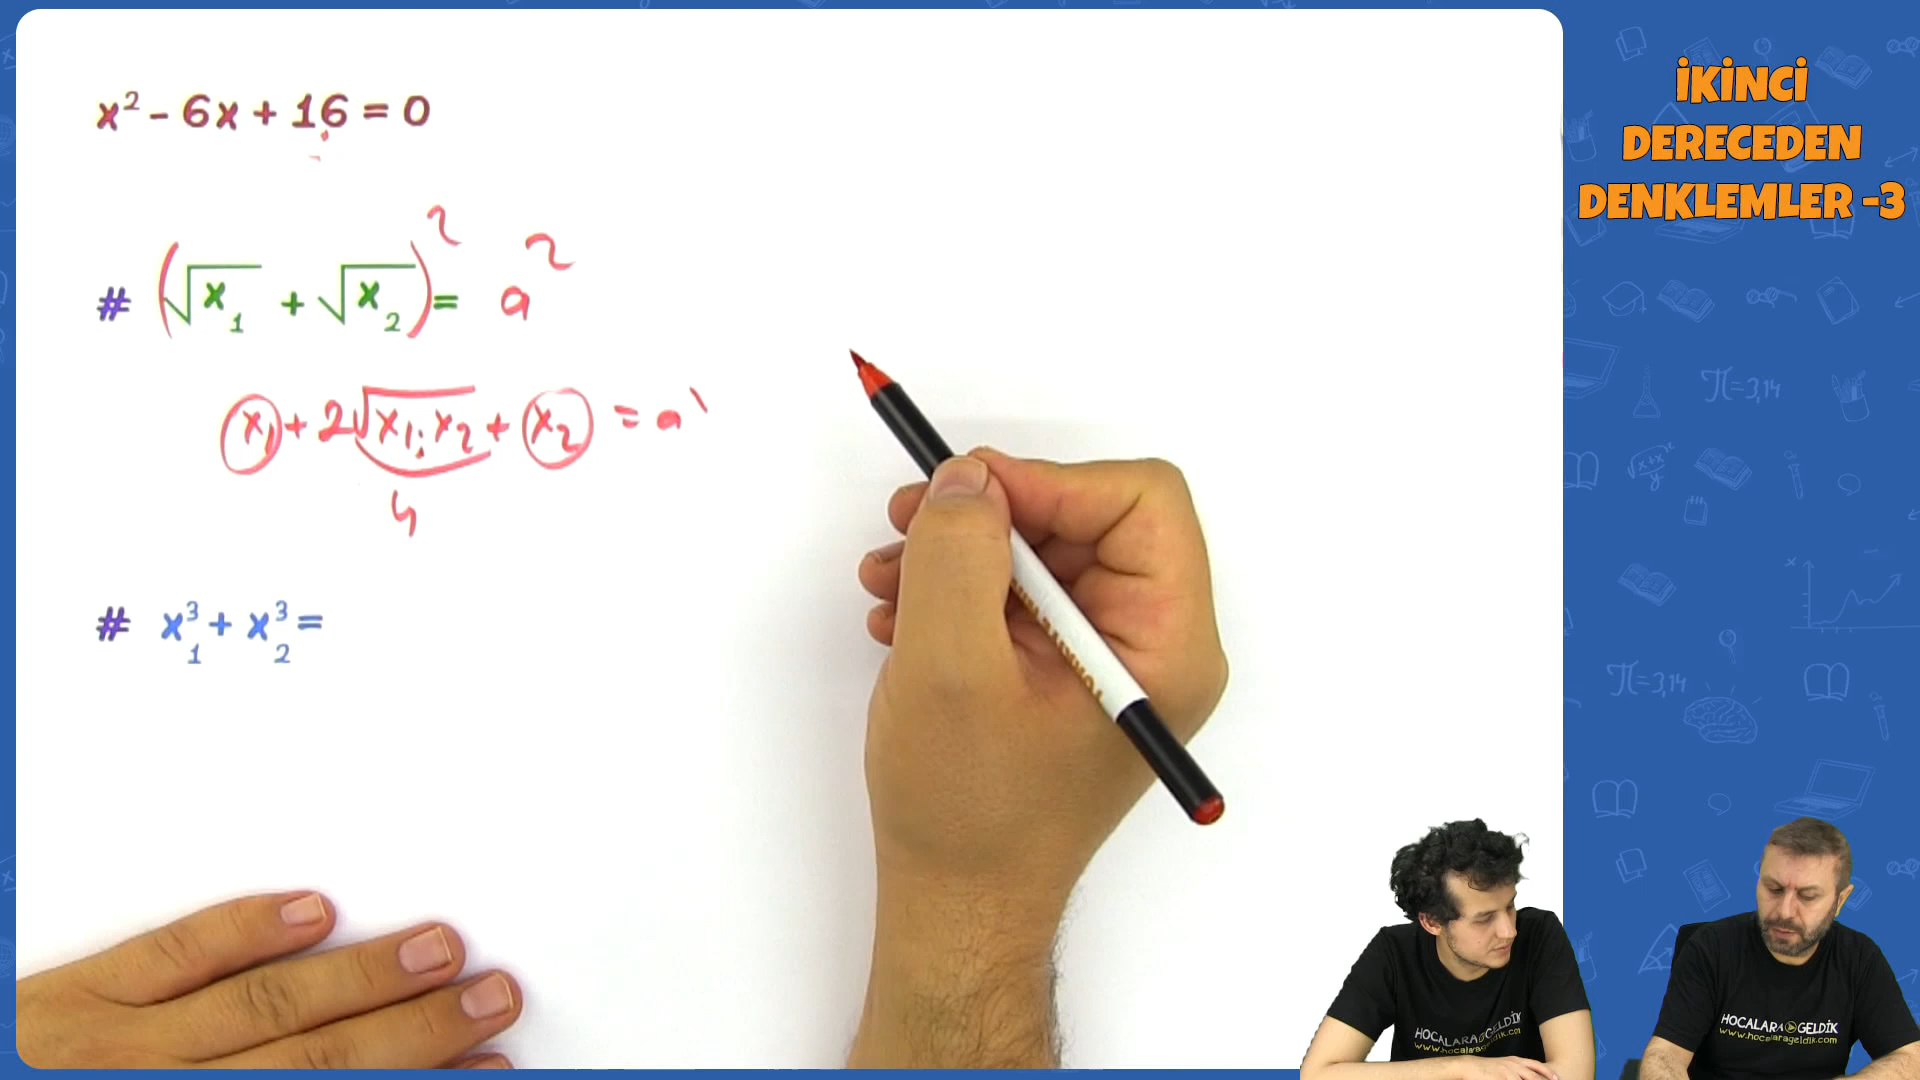 x² - 6x + 16 = 0
# (√x₁ + √x₂)² = a²
x₁ + 2√x₁.x₂ + x₂ = a²
4
# x₁³ + x₂³ =
İKİNCİ
DERECEDEN
DENKLEMLER -3
π=3,14
π=3,14
HOCALARA GELDİK
www.hocalarageldik.com
HOCALARA GELDİK
www.hocalarageldik.com